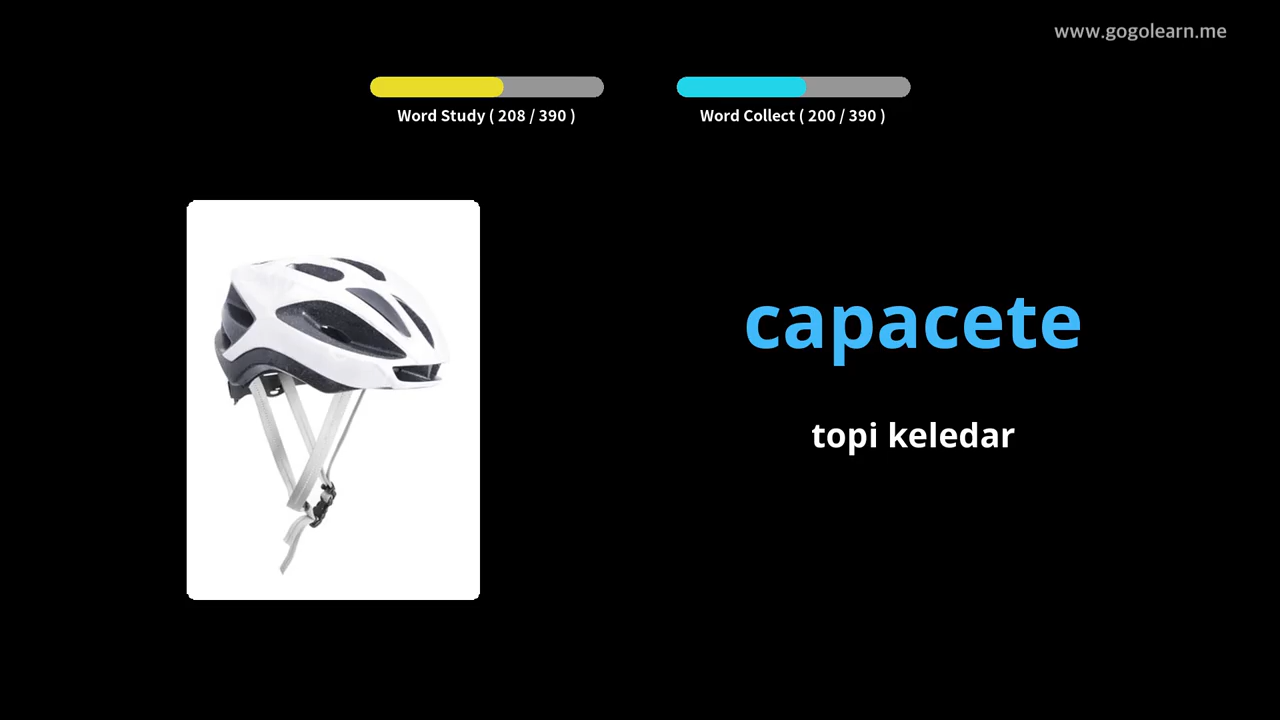 www.gogolearn.me
Word Study ( 208 / 390 )
Word Collect ( 200 / 390 )
capacete
topi keledar